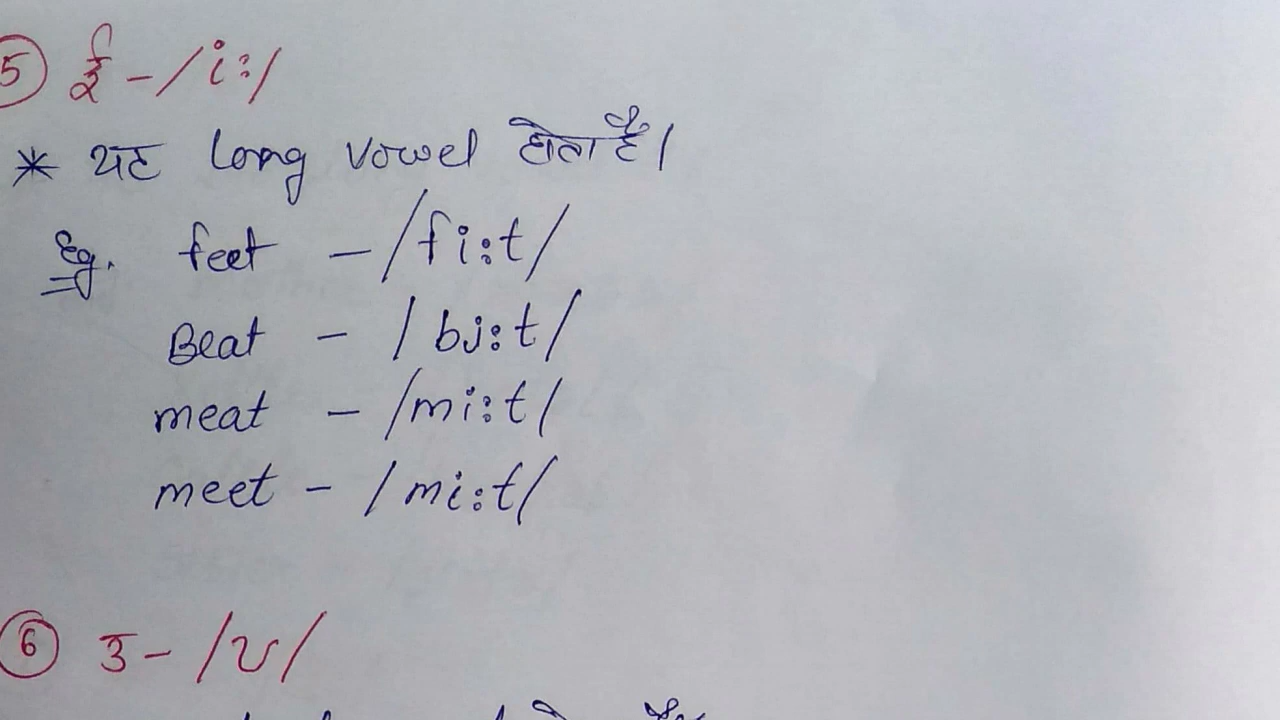 5 ई - /i:/
* यह long vowel होता है।
Eg. feet - /fi:t/
Beat - /bj:t/
meat - /mi:t/
meet - /mi:t/
6 उ - /ʊ/